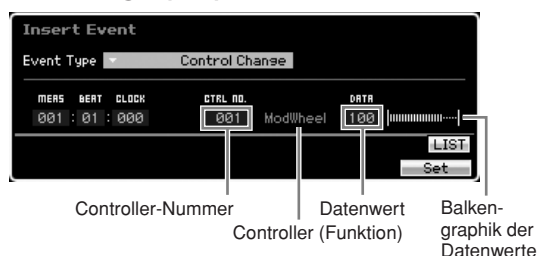 Insert Event
Event Type Control Change
MEAS BEAT CLOCK CTRL NO. DATA
001 : 01 : 000 001 ModWheel 100
LIST
Set
Controller-Nummer
Datenwert
Controller (Funktion)
Balken-
graphik der
Datenwerte